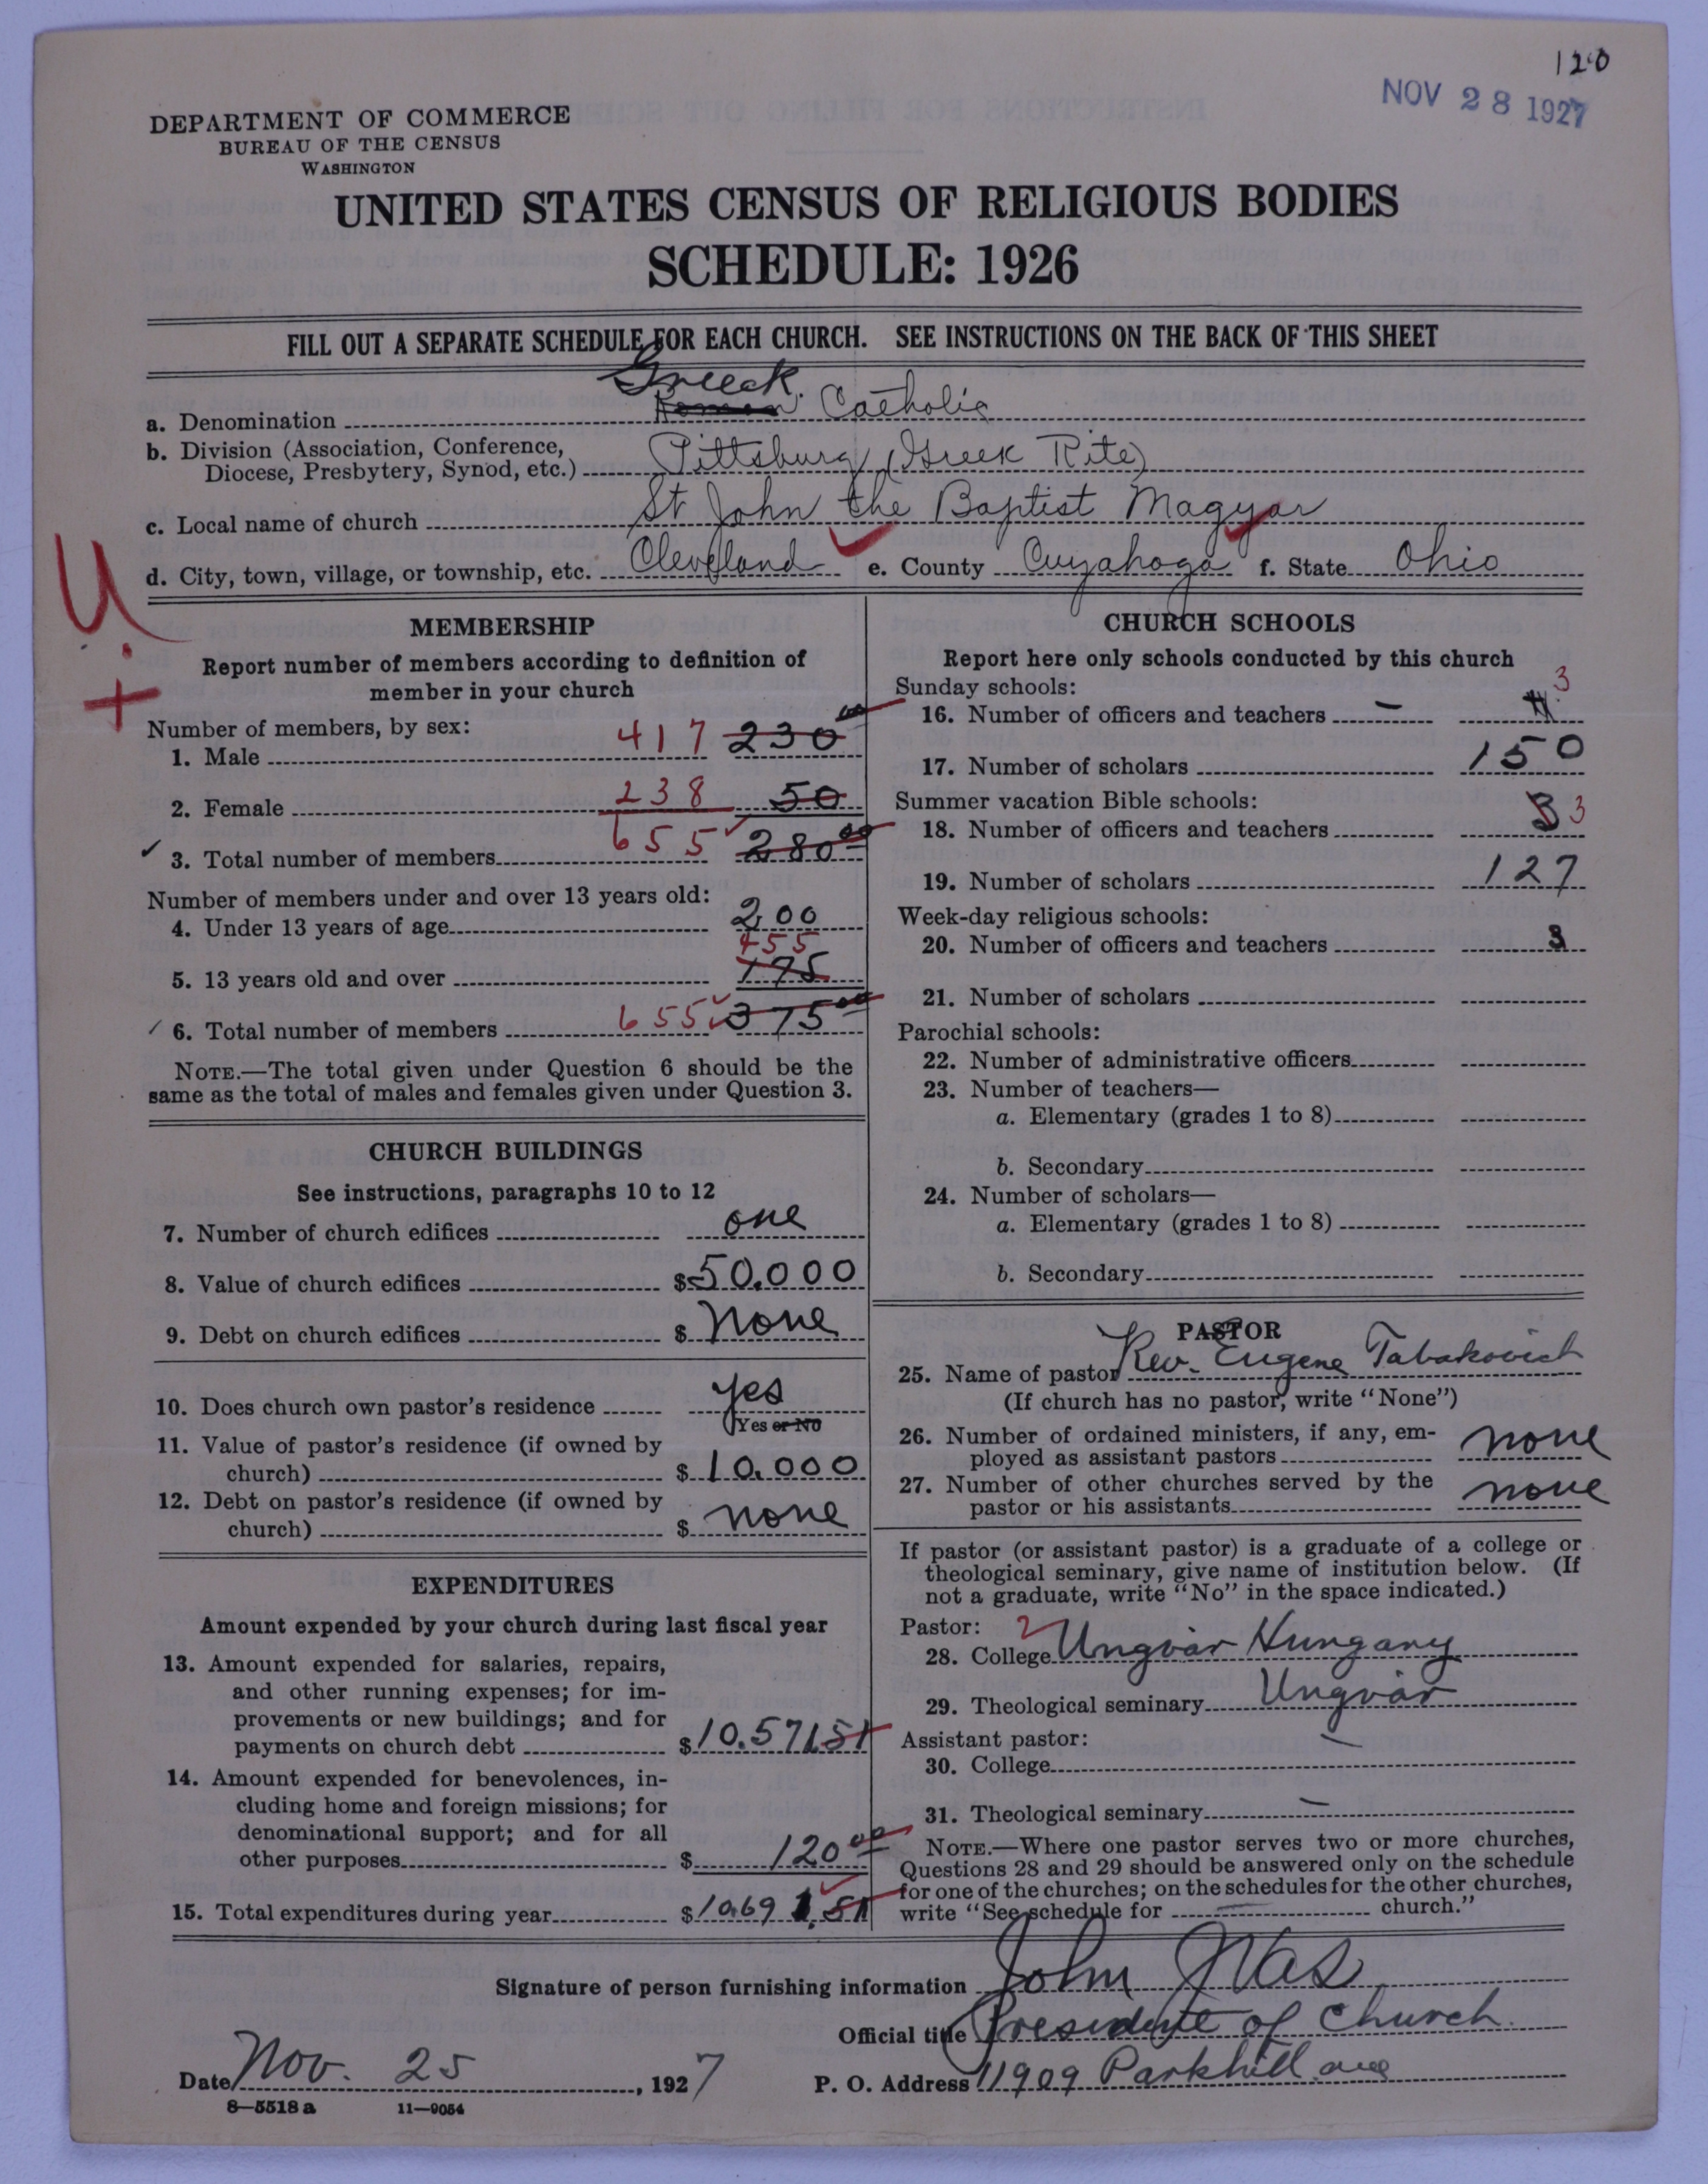 120
NOV 28 1927
DEPARTMENT OF COMMERCE
BUREAU OF THE CENSUS
WASHINGTON
UNITED STATES CENSUS OF RELIGIOUS BODIES
SCHEDULE: 1926
FILL OUT A SEPARATE SCHEDULE FOR EACH CHURCH. SEE INSTRUCTIONS ON THE BACK OF THIS SHEET
Greeck
a. Denomination Roman Catholic
b. Division (Association, Conference,
Diocese, Presbytery, Synod, etc.) Pittsburg (Greek Rite)
c. Local name of church St John the Baptist Magyar
d. City, town, village, or township, etc. Cleveland e. County Cuyahoga f. State Ohio
U
+
MEMBERSHIP
Report number of members according to definition of
member in your church
Number of members, by sex:
1. Male 417 230
2. Female 238 50
3. Total number of members 655 280 00
Number of members under and over 13 years old:
4. Under 13 years of age 200
455
5. 13 years old and over 175
6. Total number of members 655 375 00
NOTE.—The total given under Question 6 should be the
same as the total of males and females given under Question 3.
CHURCH BUILDINGS
See instructions, paragraphs 10 to 12
7. Number of church edifices one
8. Value of church edifices $50.000
9. Debt on church edifices $ None
10. Does church own pastor's residence yes
Yes or No
11. Value of pastor's residence (if owned by
church) $ 10.000
12. Debt on pastor's residence (if owned by
church) $ none
EXPENDITURES
Amount expended by your church during last fiscal year
13. Amount expended for salaries, repairs,
and other running expenses; for im-
provements or new buildings; and for
payments on church debt $10.571.51
14. Amount expended for benevolences, in-
cluding home and foreign missions; for
denominational support; and for all
other purposes $ 120 00
15. Total expenditures during year $10.691.51
CHURCH SCHOOLS
Report here only schools conducted by this church
Sunday schools:
16. Number of officers and teachers 3
17. Number of scholars 150
Summer vacation Bible schools:
18. Number of officers and teachers 3 3
19. Number of scholars 127
Week-day religious schools:
20. Number of officers and teachers 3
21. Number of scholars
Parochial schools:
22. Number of administrative officers
23. Number of teachers—
a. Elementary (grades 1 to 8)
b. Secondary
24. Number of scholars—
a. Elementary (grades 1 to 8)
b. Secondary
PASTOR
25. Name of pastor Rev. Eugene Tabakovich
(If church has no pastor, write "None")
26. Number of ordained ministers, if any, em-
ployed as assistant pastors none
27. Number of other churches served by the
pastor or his assistants none
If pastor (or assistant pastor) is a graduate of a college or
theological seminary, give name of institution below. (If
not a graduate, write "No" in the space indicated.)
Pastor: 2
28. College Ungvár Hungary
29. Theological seminary Ungvár
Assistant pastor:
30. College —
31. Theological seminary —
NOTE.—Where one pastor serves two or more churches,
Questions 28 and 29 should be answered only on the schedule
for one of the churches; on the schedules for the other churches,
write "See schedule for — church."
Signature of person furnishing information John Vas
Official title President of Church
Date Nov. 25, 1927 P. O. Address 11909 Parkhill ave
8—5518a 11—9054